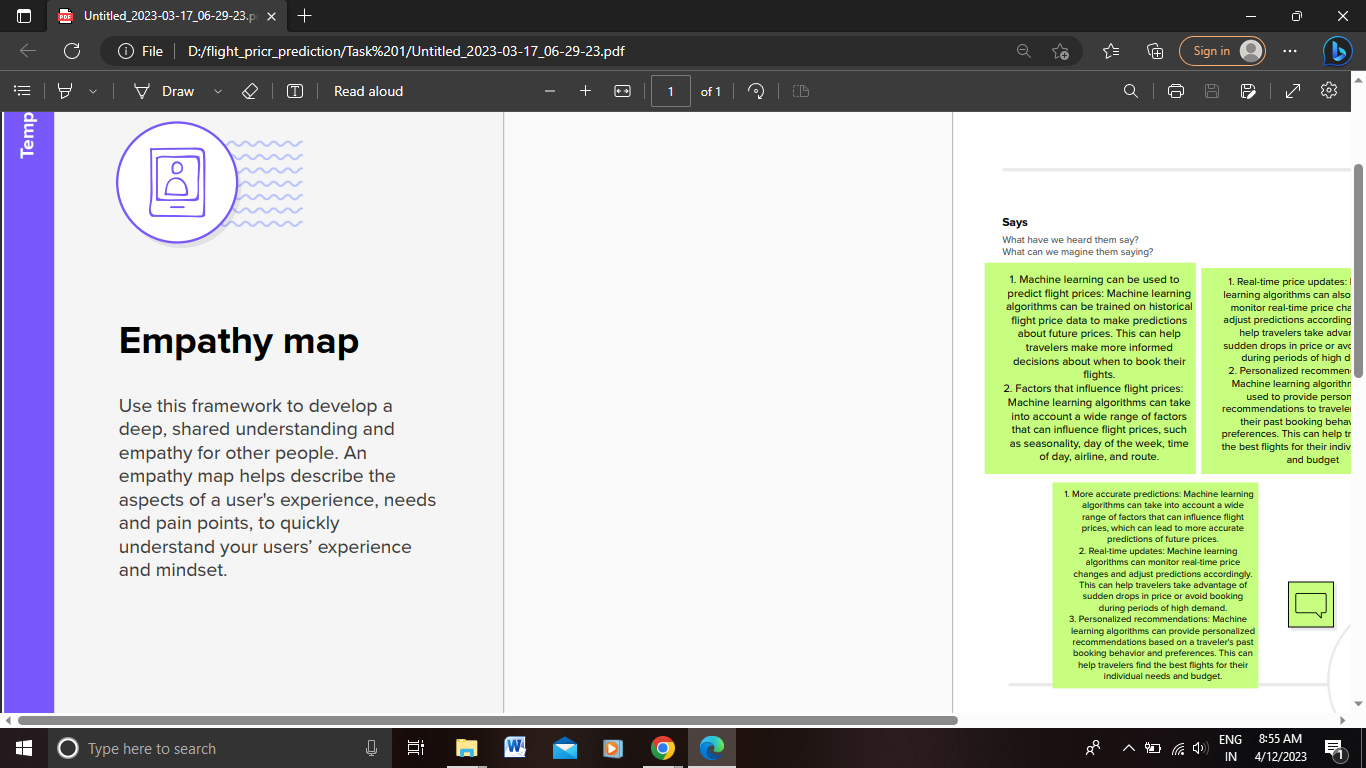 Untitled_2023-03-17_06-29-23.p
File
D:/flight_pricr_prediction/Task%201/Untitled_2023-03-17_06-29-23.pdf
Sign in
Draw
Read aloud
1
of 1
Temp
Empathy map
Use this framework to develop a
deep, shared understanding and
empathy for other people. An
empathy map helps describe the
aspects of a user's experience, needs
and pain points, to quickly
understand your users’ experience
and mindset.
Says
What have we heard them say?
What can we magine them saying?
1. Machine learning can be used to
predict flight prices: Machine learning
algorithms can be trained on historical
flight price data to make predictions
about future prices. This can help
travelers make more informed
decisions about when to book their
flights.
2. Factors that influence flight prices:
Machine learning algorithms can take
into account a wide range of factors
that can influence flight prices, such
as seasonality, day of the week, time
of day, airline, and route.
1. Real-time price updates:
learning algorithms can also
monitor real-time price cha
adjust predictions according
help travelers take advan
sudden drops in price or avo
during periods of high d
2. Personalized recommen
Machine learning algorithm
used to provide person
recommendations to travele
their past booking behav
preferences. This can help tr
the best flights for their indiv
and budget
1. More accurate predictions: Machine learning
algorithms can take into account a wide
range of factors that can influence flight
prices, which can lead to more accurate
predictions of future prices.
2. Real-time updates: Machine learning
algorithms can monitor real-time price
changes and adjust predictions accordingly.
This can help travelers take advantage of
sudden drops in price or avoid booking
during periods of high demand.
3. Personalized recommendations: Machine
learning algorithms can provide personalized
recommendations based on a traveler's past
booking behavior and preferences. This can
help travelers find the best flights for their
individual needs and budget.
Type here to search
ENG
IN
8:55 AM
4/12/2023
1